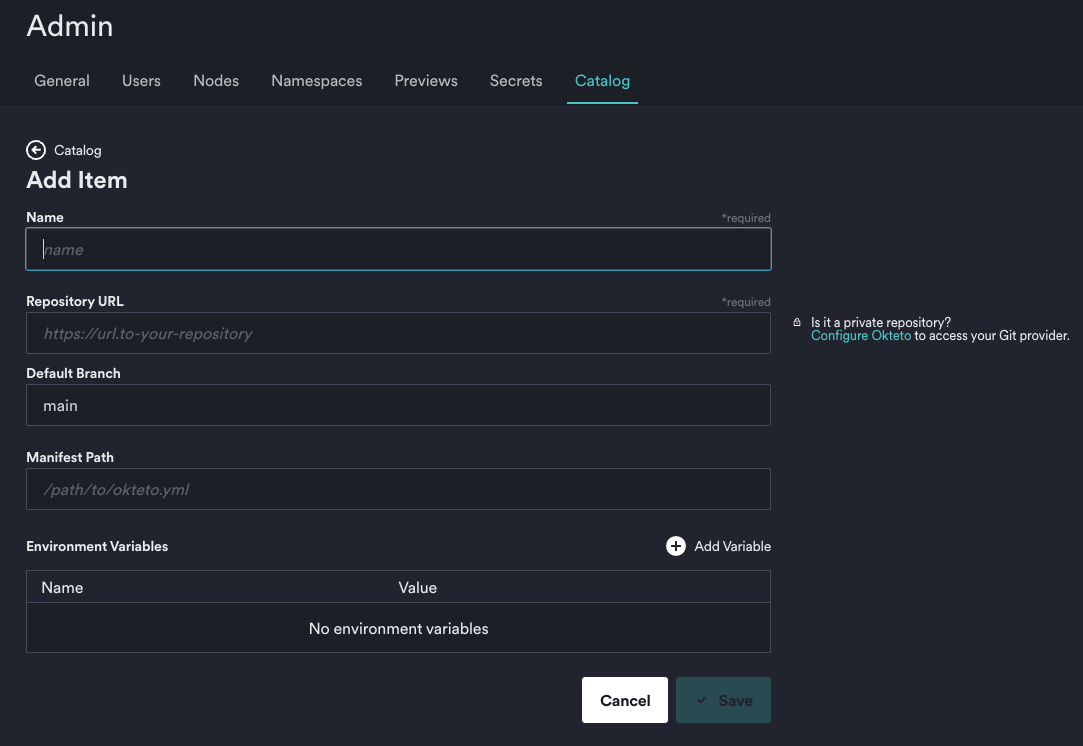 Admin
General Users Nodes Namespaces Previews Secrets Catalog
Catalog
Add Item
Name *required
name
Repository URL *required
https://url.to-your-repository
Is it a private repository?
Configure Okteto to access your Git provider.
Default Branch
main
Manifest Path
/path/to/okteto.yml
Environment Variables Add Variable
Name Value
No environment variables
Cancel Save